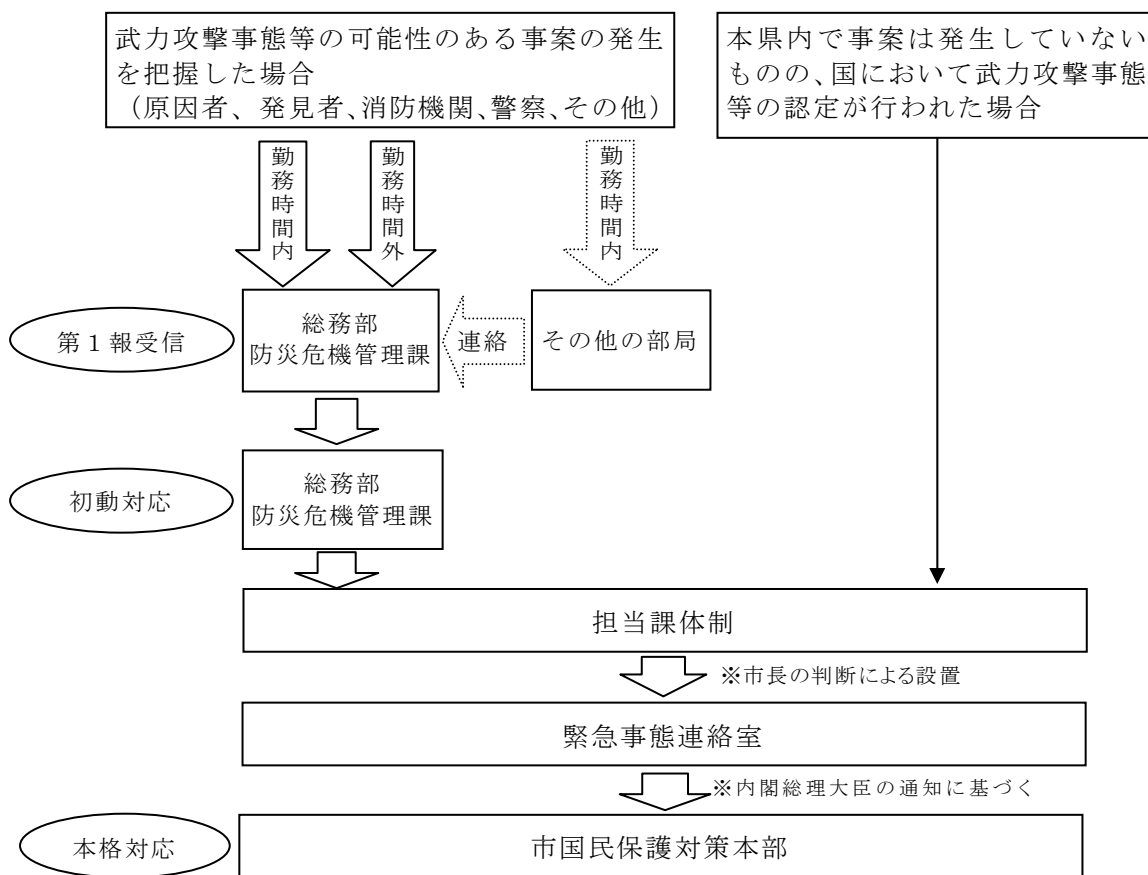 武力攻撃事態等の可能性のある事案の発生
を把握した場合
（原因者、発見者、消防機関、警察、その他）
本県内で事案は発生していない
ものの、国において武力攻撃事態
等の認定が行われた場合
勤務時間内
勤務時間外
勤務時間内
第１報受信
総務部
防災危機管理課
連絡
その他の部局
初動対応
総務部
防災危機管理課
担当課体制
※市長の判断による設置
緊急事態連絡室
※内閣総理大臣の通知に基づく
本格対応
市国民保護対策本部